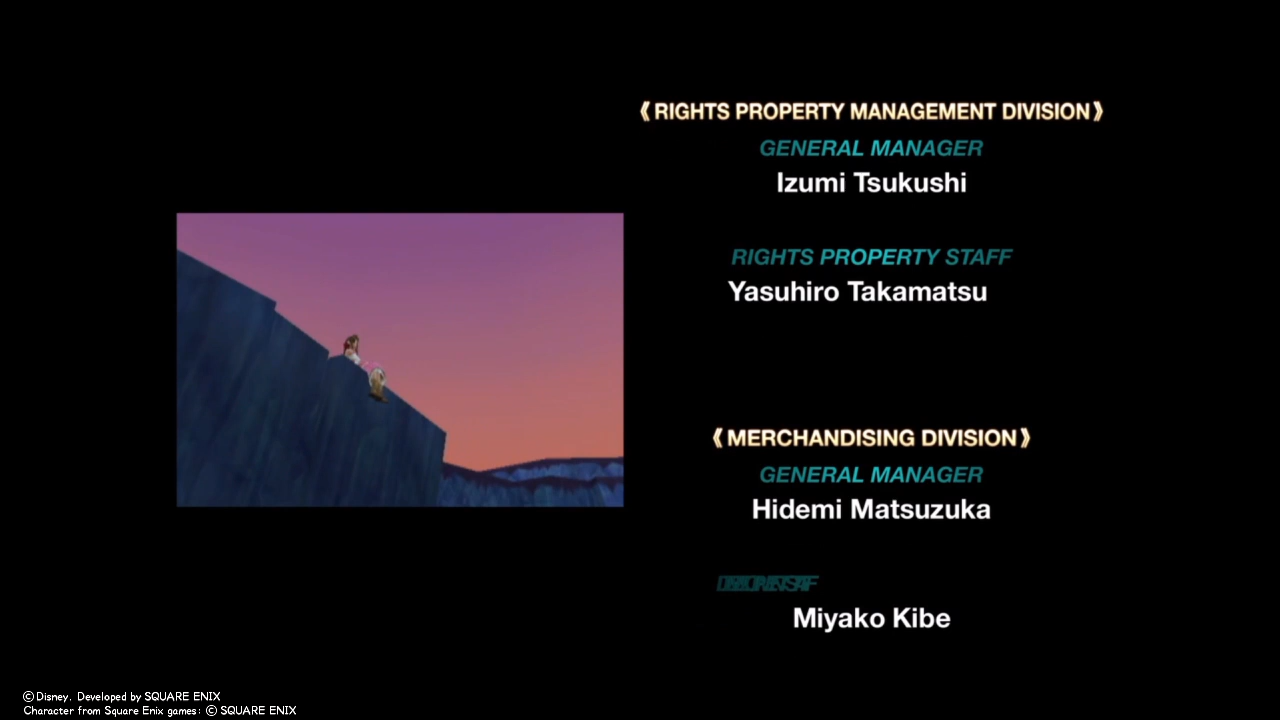 《RIGHTS PROPERTY MANAGEMENT DIVISION》
GENERAL MANAGER
Izumi Tsukushi
RIGHTS PROPERTY STAFF
Yasuhiro Takamatsu
《MERCHANDISING DIVISION》
GENERAL MANAGER
Hidemi Matsuzuka
Miyako Kibe
©Disney. Developed by SQUARE ENIX
Character from Square Enix games: © SQUARE ENIX